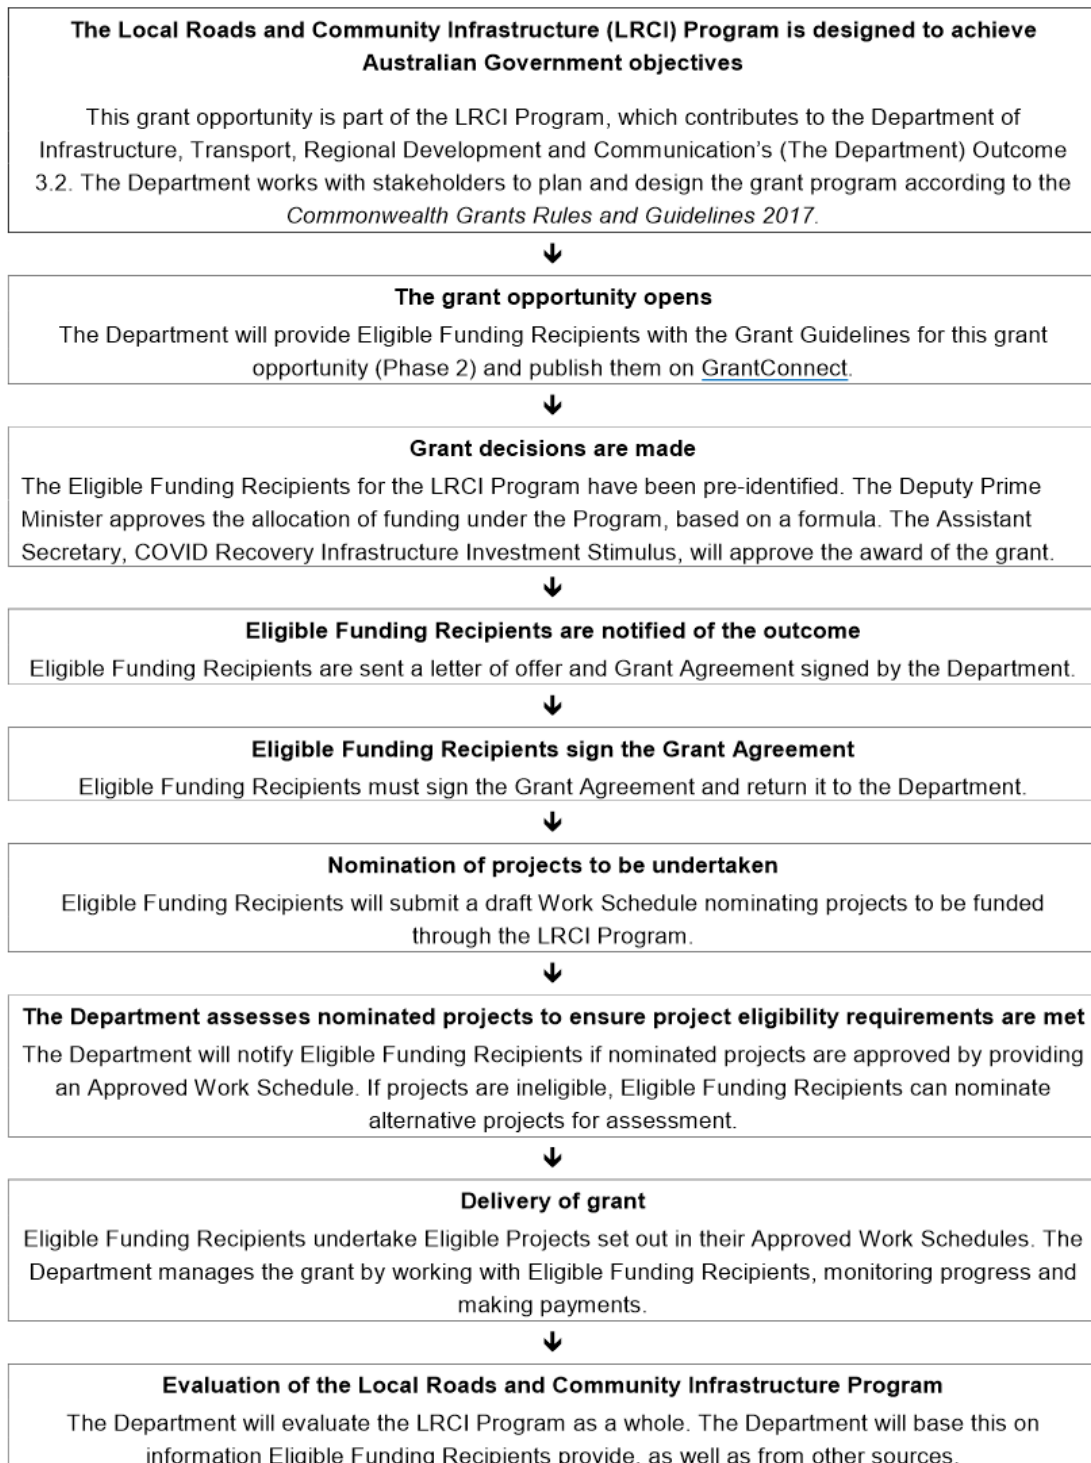 The Local Roads and Community Infrastructure (LRCI) Program is designed to achieve
Australian Government objectives
This grant opportunity is part of the LRCI Program, which contributes to the Department of
Infrastructure, Transport, Regional Development and Communication's (The Department) Outcome
3.2. The Department works with stakeholders to plan and design the grant program according to the
Commonwealth Grants Rules and Guidelines 2017.
The grant opportunity opens
The Department will provide Eligible Funding Recipients with the Grant Guidelines for this grant
opportunity (Phase 2) and publish them on GrantConnect.
Grant decisions are made
The Eligible Funding Recipients for the LRCI Program have been pre-identified. The Deputy Prime
Minister approves the allocation of funding under the Program, based on a formula. The Assistant
Secretary, COVID Recovery Infrastructure Investment Stimulus, will approve the award of the grant.
Eligible Funding Recipients are notified of the outcome
Eligible Funding Recipients are sent a letter of offer and Grant Agreement signed by the Department.
Eligible Funding Recipients sign the Grant Agreement
Eligible Funding Recipients must sign the Grant Agreement and return it to the Department.
Nomination of projects to be undertaken
Eligible Funding Recipients will submit a draft Work Schedule nominating projects to be funded
through the LRCI Program.
The Department assesses nominated projects to ensure project eligibility requirements are met
The Department will notify Eligible Funding Recipients if nominated projects are approved by providing
an Approved Work Schedule. If projects are ineligible, Eligible Funding Recipients can nominate
alternative projects for assessment.
Delivery of grant
Eligible Funding Recipients undertake Eligible Projects set out in their Approved Work Schedules. The
Department manages the grant by working with Eligible Funding Recipients, monitoring progress and
making payments.
Evaluation of the Local Roads and Community Infrastructure Program
The Department will evaluate the LRCI Program as a whole. The Department will base this on
information Eligible Funding Recipients provide, as well as from other sources.